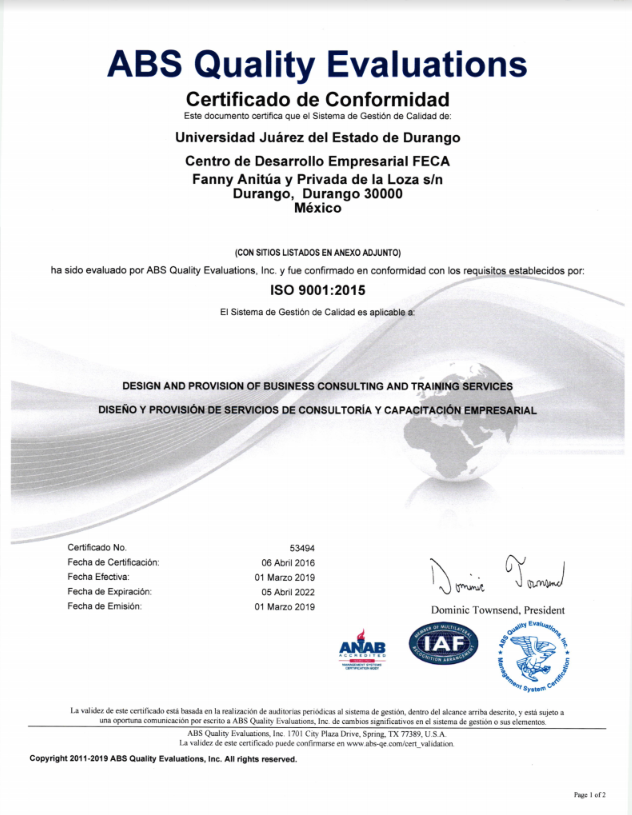 ABS Quality Evaluations
Certificado de Conformidad
Este documento certifica que el Sistema de Gestión de Calidad de:
Universidad Juárez del Estado de Durango
Centro de Desarrollo Empresarial FECA
Fanny Anitúa y Privada de la Loza s/n
Durango, Durango 30000
México
(CON SITIOS LISTADOS EN ANEXO ADJUNTO)
ha sido evaluado por ABS Quality Evaluations, Inc. y fue confirmado en conformidad con los requisitos establecidos por:
ISO 9001:2015
El Sistema de Gestión de Calidad es aplicable a:
DESIGN AND PROVISION OF BUSINESS CONSULTING AND TRAINING SERVICES
DISEÑO Y PROVISIÓN DE SERVICIOS DE CONSULTORÍA Y CAPACITACIÓN EMPRESARIAL
Certificado No. 53494
Fecha de Certificación: 06 Abril 2016
Fecha Efectiva: 01 Marzo 2019
Fecha de Expiración: 05 Abril 2022
Fecha de Emisión: 01 Marzo 2019
Dominic Townsend
Dominic Townsend, President
ANAB
ACCREDITED
MANAGEMENT SYSTEMS
CERTIFICATION BODY
MEMBER OF MULTILATERAL
IAF
RECOGNITION ARRANGEMENT
ABS Quality Evaluations, Inc.
Management System Certification
La validez de este certificado está basada en la realización de auditorías periódicas al sistema de gestión, dentro del alcance arriba descrito, y está sujeto a
una oportuna comunicación por escrito a ABS Quality Evaluations, Inc. de cambios significativos en el sistema de gestión o sus elementos.
ABS Quality Evaluations, Inc. 1701 City Plaza Drive, Spring, TX 77389, U.S.A.
La validez de este certificado puede confirmarse en www.abs-qe.com/cert_validation.
Copyright 2011-2019 ABS Quality Evaluations, Inc. All rights reserved.
Page 1 of 2